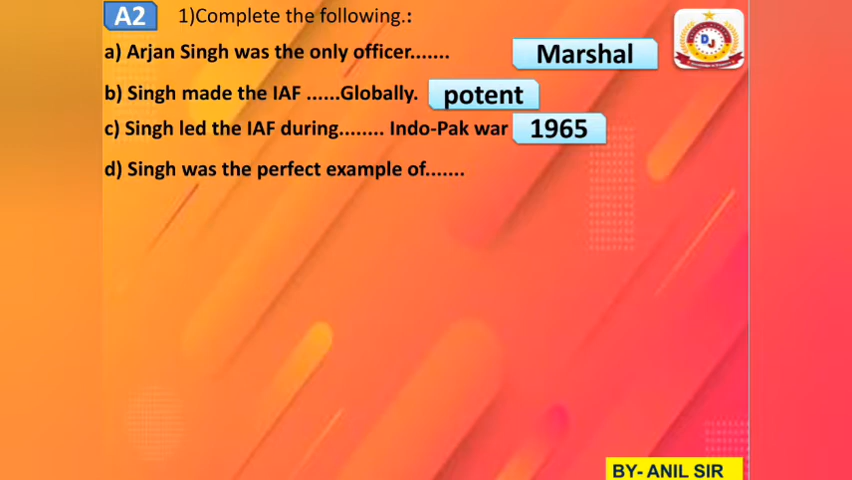 A2 1)Complete the following.:
a) Arjan Singh was the only officer....... Marshal
b) Singh made the IAF ......Globally. potent
c) Singh led the IAF during........ Indo-Pak war 1965
d) Singh was the perfect example of.......
DJ
BY- ANIL SIR